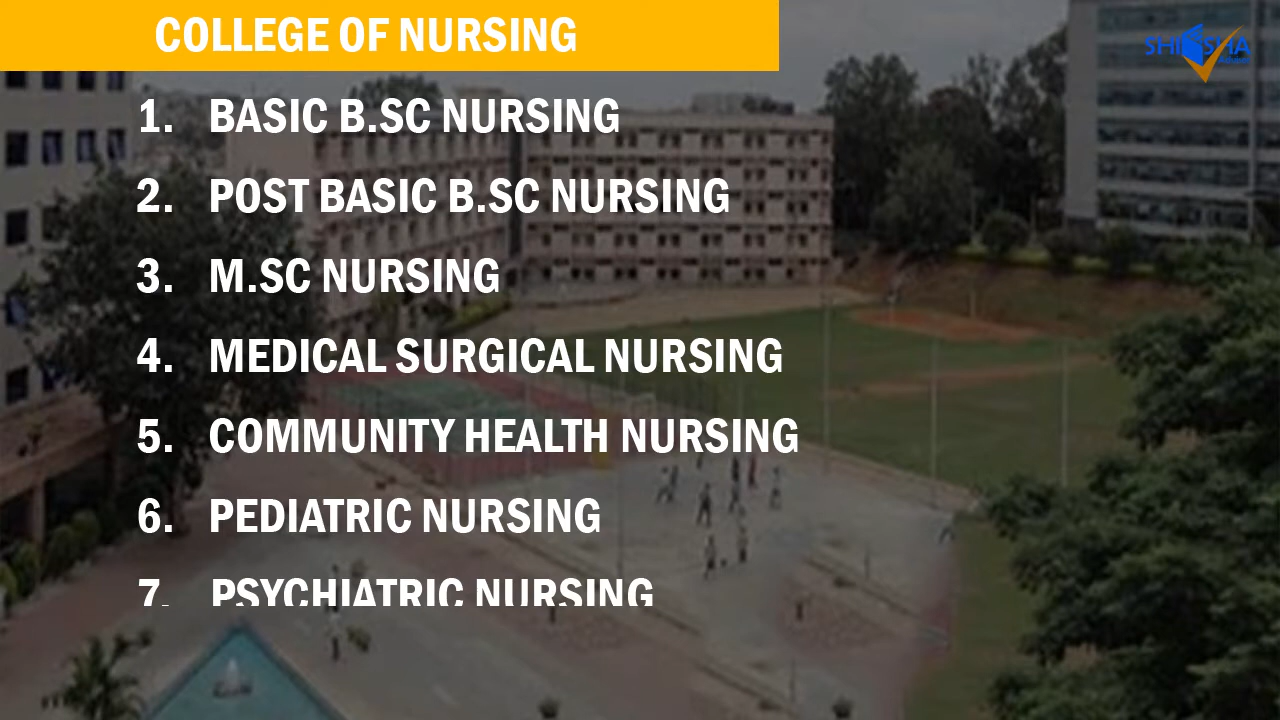 COLLEGE OF NURSING
SHIKSHA
1. BASIC B.SC NURSING
2. POST BASIC B.SC NURSING
3. M.SC NURSING
4. MEDICAL SURGICAL NURSING
5. COMMUNITY HEALTH NURSING
6. PEDIATRIC NURSING
7. PSYCHIATRIC NURSING